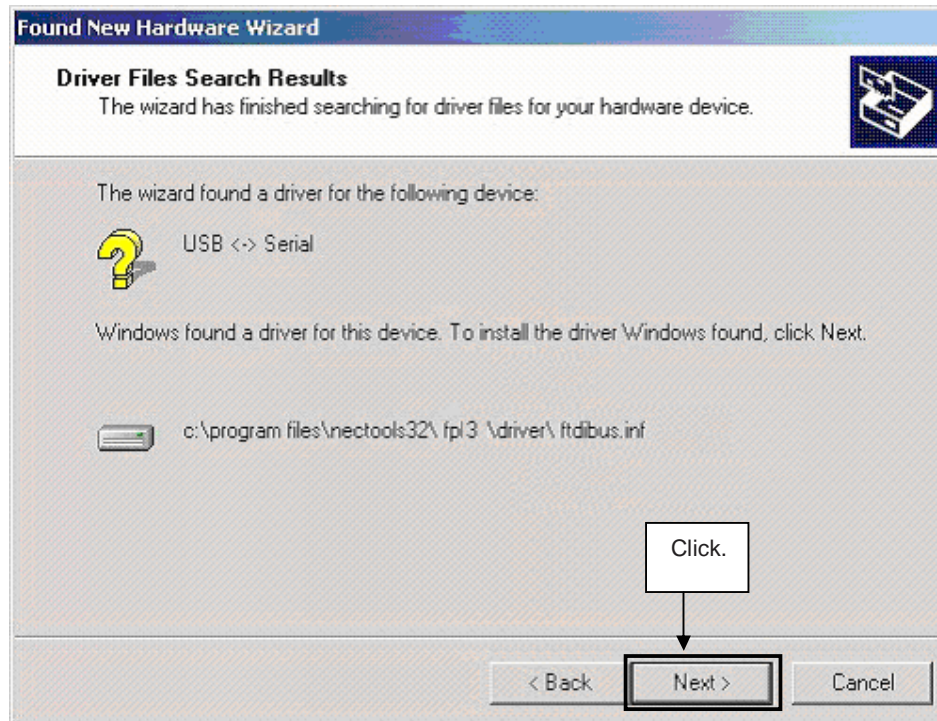 Found New Hardware Wizard
Driver Files Search Results
The wizard has finished searching for driver files for your hardware device.
The wizard found a driver for the following device:
USB <-> Serial
Windows found a driver for this device. To install the driver Windows found, click Next.
c:\program files\nectools32\ fpl3 \driver\ ftdibus.inf
Click.
< Back
Next >
Cancel